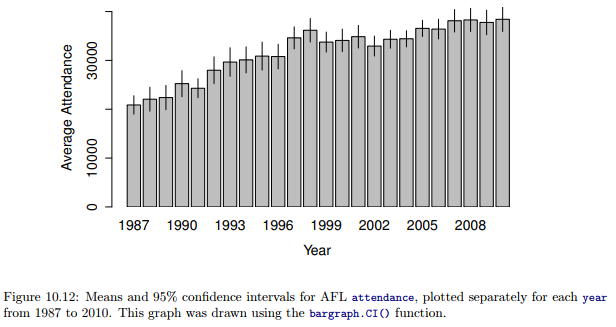 Average Attendance
30000
10000
0
1987 1990 1993 1996 1999 2002 2005 2008
Year
Figure 10.12: Means and 95% confidence intervals for AFL attendance, plotted separately for each year
from 1987 to 2010. This graph was drawn using the bargraph.CI() function.